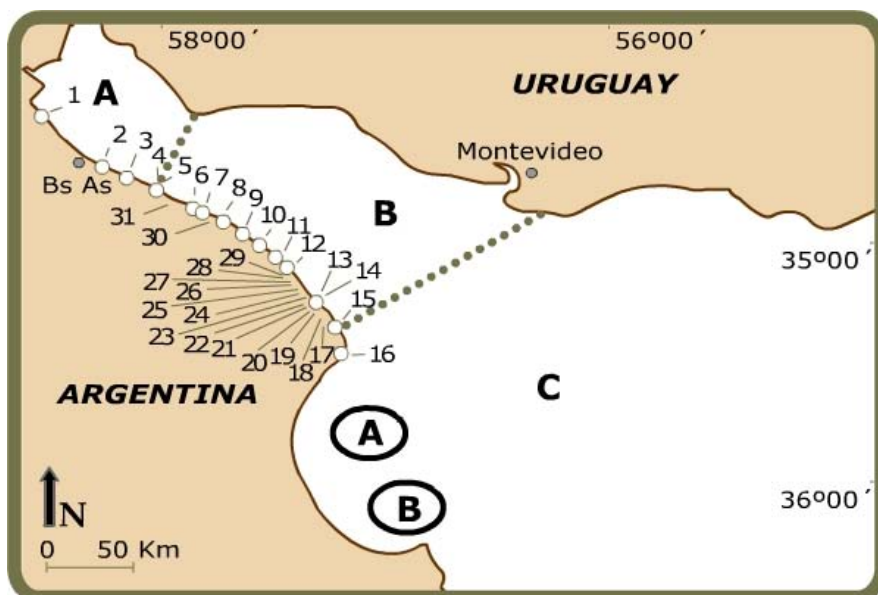 58º00´
56º00´
URUGUAY
A
1
2
3
4
5
6
7
8
9
10
11
12
13
14
15
16
Montevideo
Bs As
B
31
30
29
28
27
26
25
24
23
22
21
20
19
18
17
35º00´
ARGENTINA
C
A
B
36º00´
N
0 50 Km